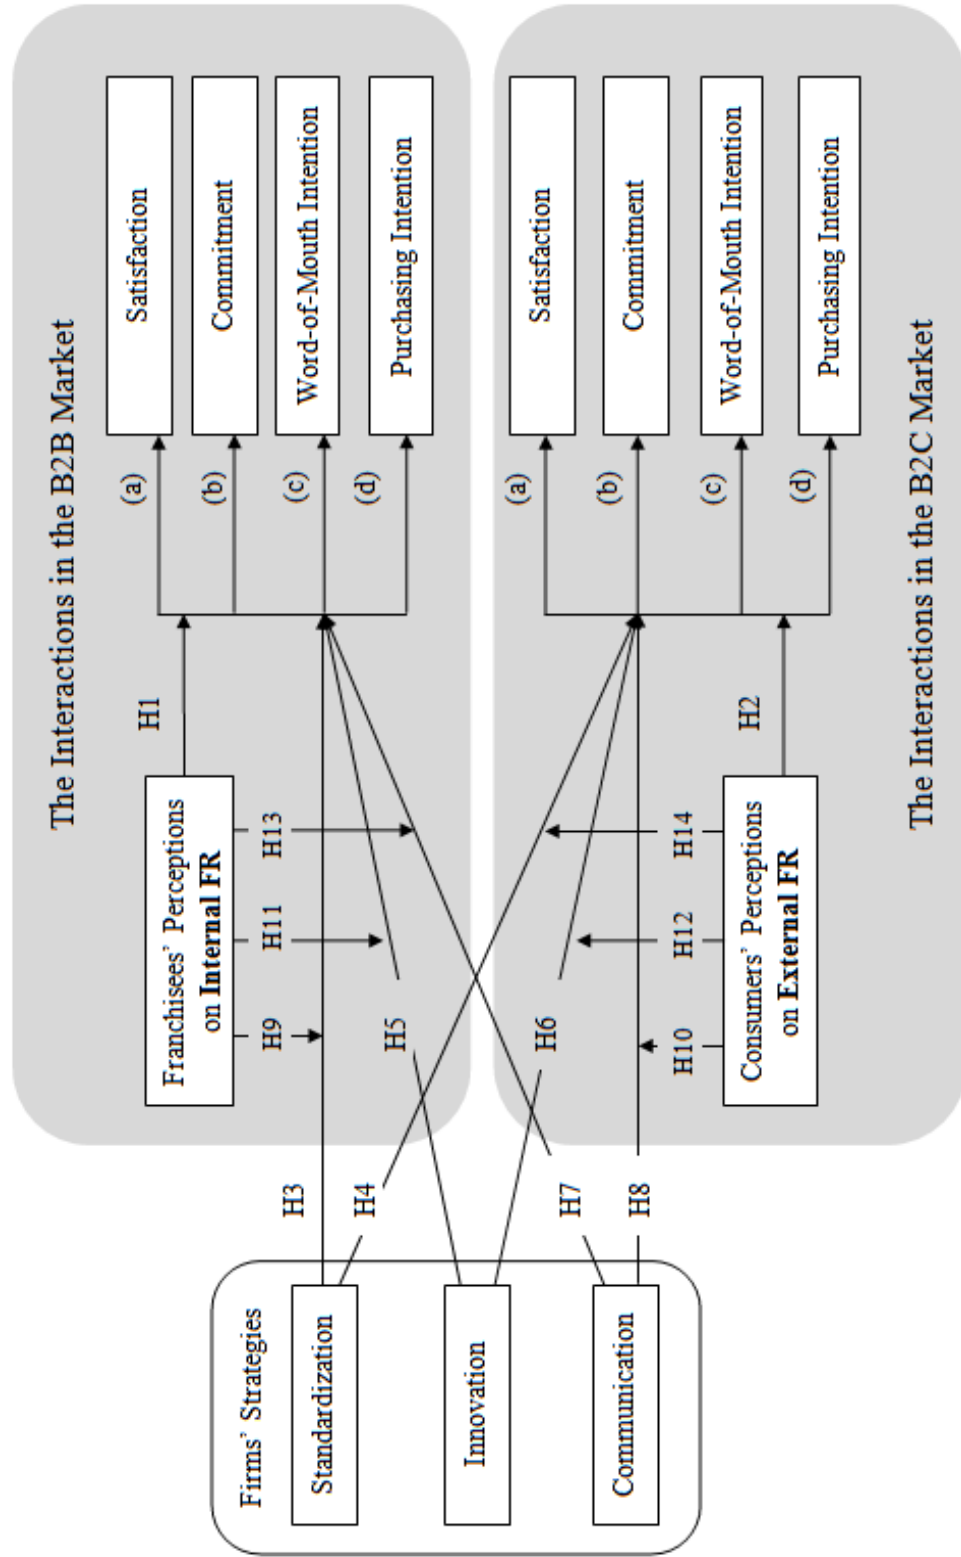 The Interactions in the B2B Market
Firms’ Strategies
Standardization
Innovation
Communication
H3
H4
H5
H6
H7
H8
Franchisees’ Perceptions
on Internal FR
H9
H11
H13
H1
(a)
(b)
(c)
(d)
Satisfaction
Commitment
Word-of-Mouth Intention
Purchasing Intention
H10
H12
H14
Consumers’ Perceptions
on External FR
H2
(a)
(b)
(c)
(d)
Satisfaction
Commitment
Word-of-Mouth Intention
Purchasing Intention
The Interactions in the B2C Market